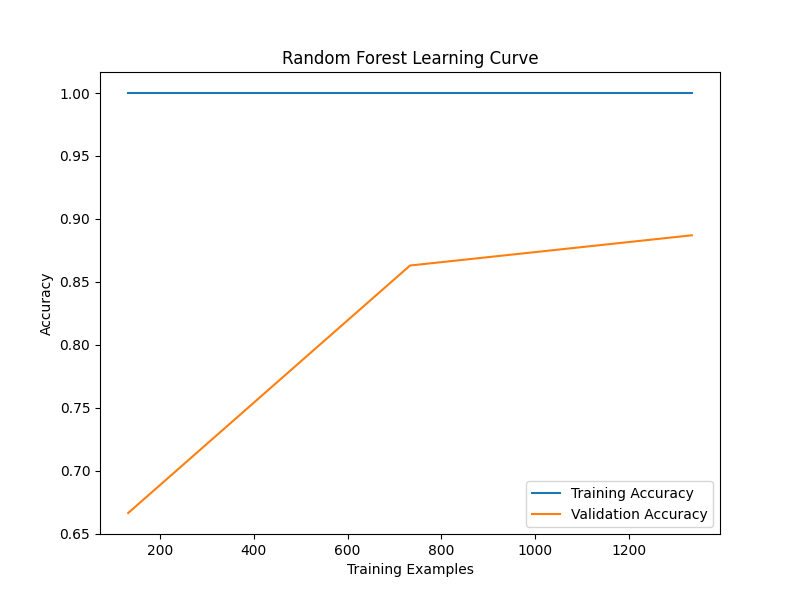 Random Forest Learning Curve
1.00
0.95
0.90
0.85
0.80
0.75
0.70
0.65
Accuracy
200 400 600 800 1000 1200
Training Examples
Training Accuracy
Validation Accuracy